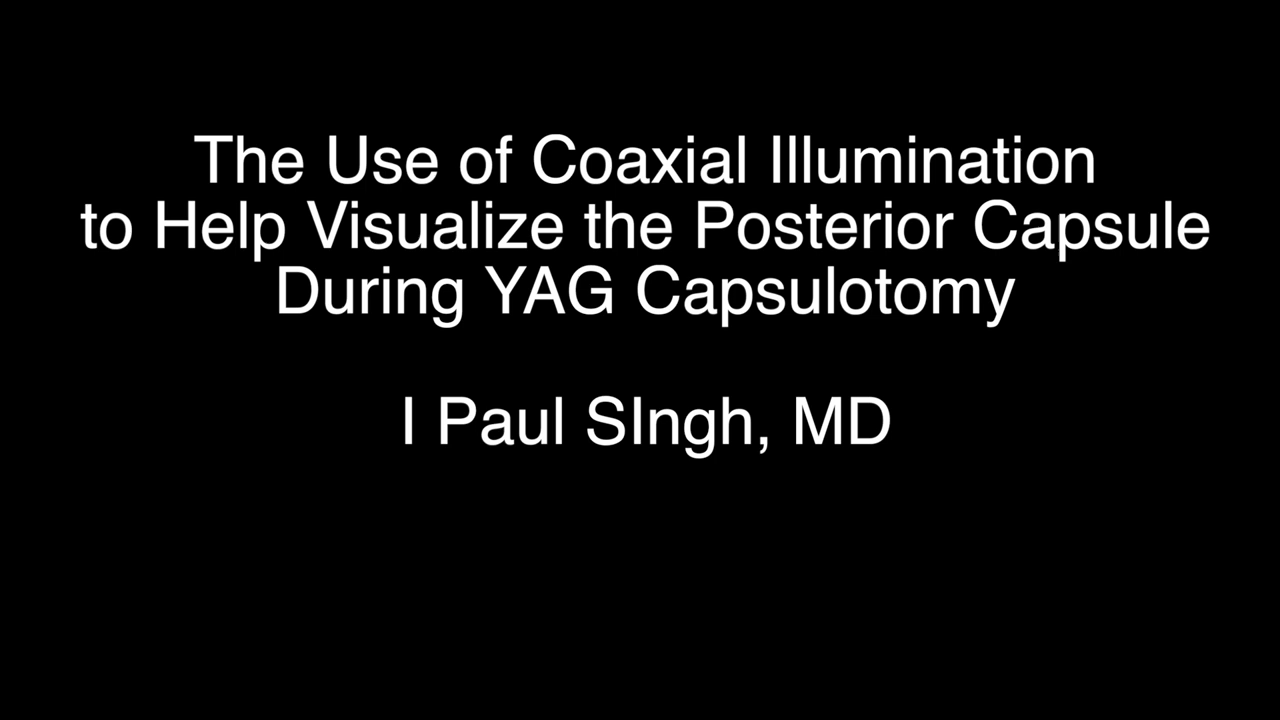 The Use of Coaxial Illumination
to Help Visualize the Posterior Capsule
During YAG Capsulotomy
I Paul SIngh, MD